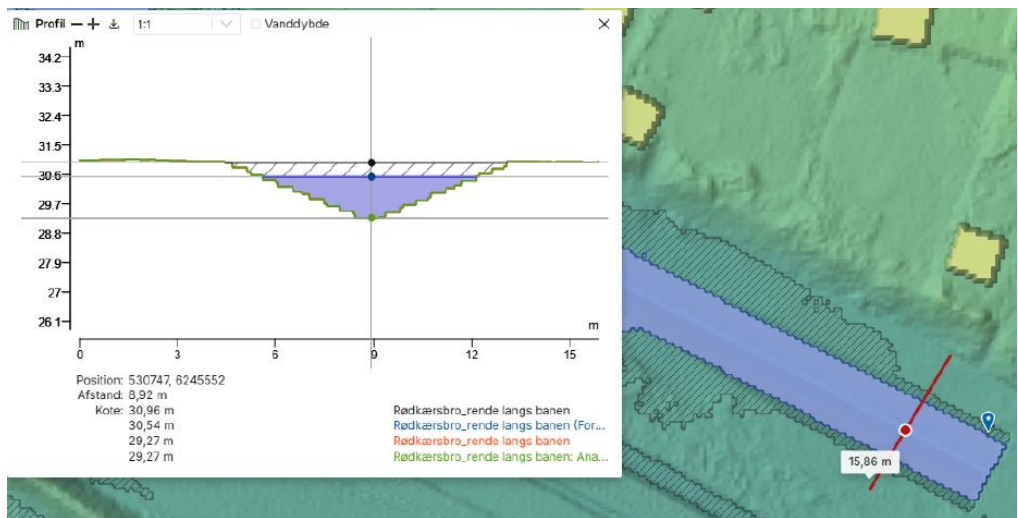 Profil 1:1 Vanddybde
m
34.2
33.3
32.4
31.5
30.6
29.7
28.8
27.9
27
26.1
m
0 3 6 9 12 15
Position: 530747, 6245552
Afstand: 8,92 m
Kote: 30,96 m Rødkærsbro_rende langs banen
30,54 m Rødkærsbro_rende langs banen (For...
29,27 m Rødkærsbro_rende langs banen
29,27 m Rødkærsbro_rende langs banen: Ana...
15,86 m